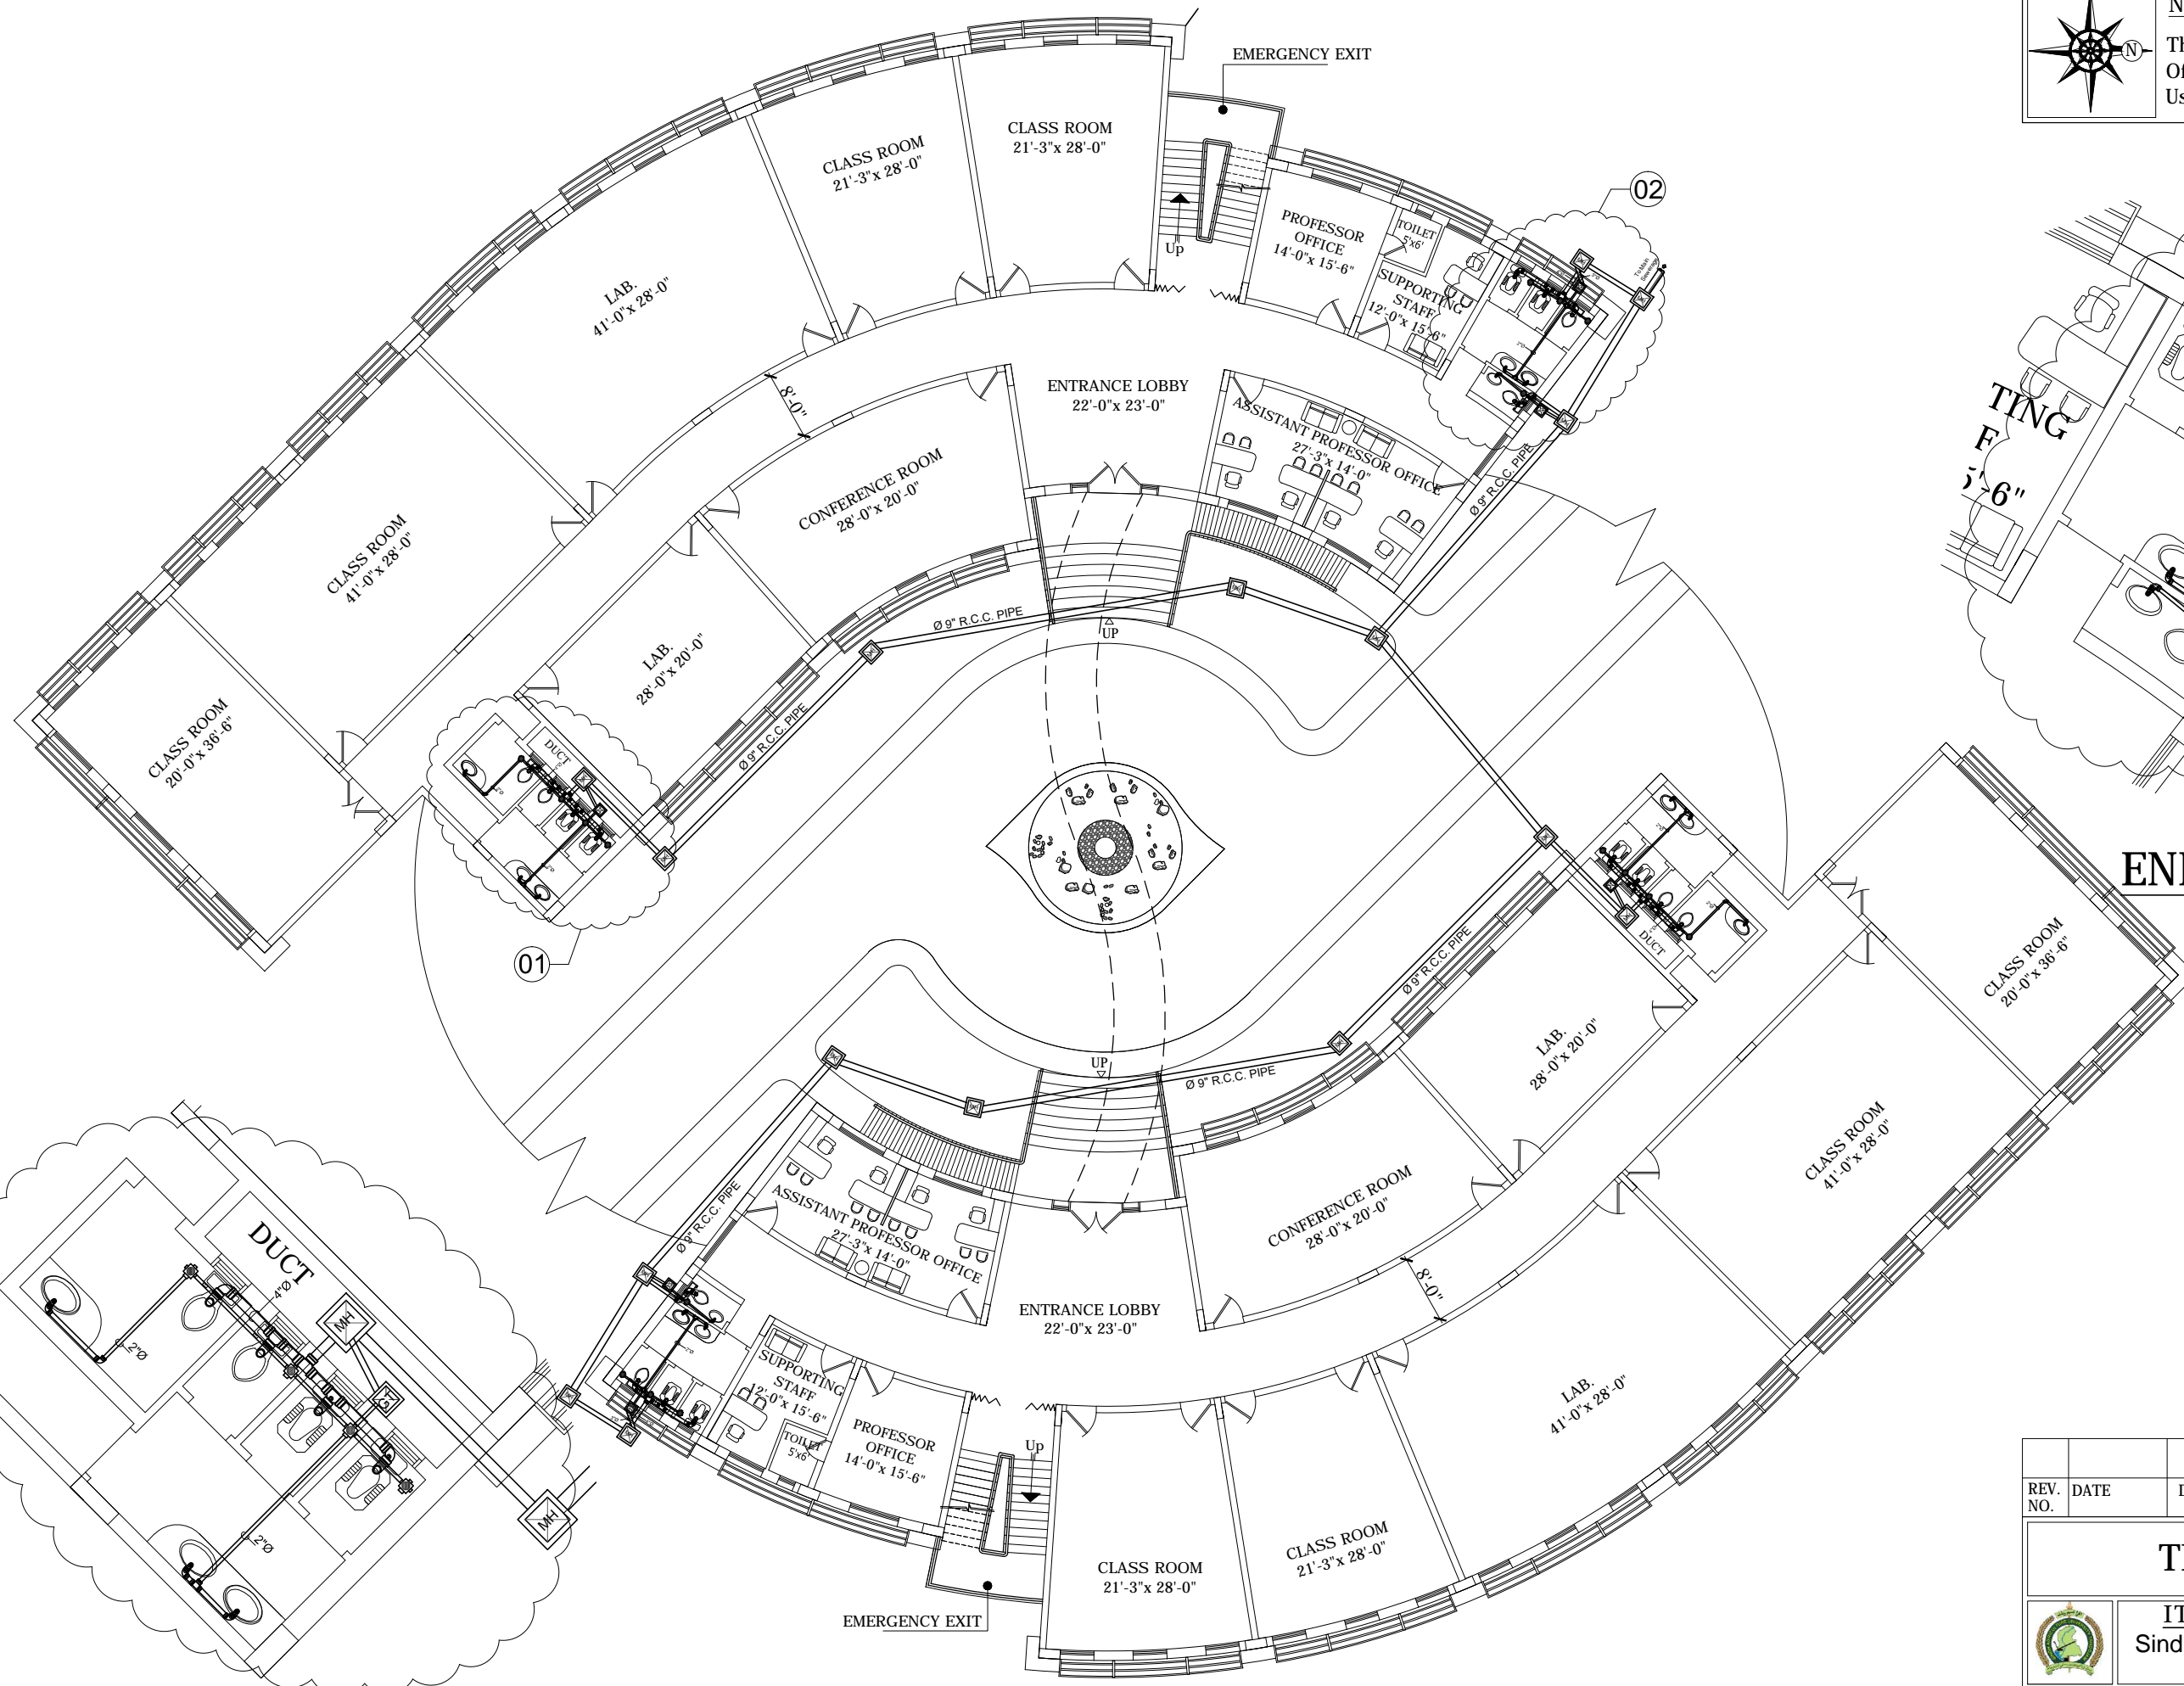 N
EMERGENCY EXIT
CLASS ROOM
21'-3"x 28'-0"
CLASS ROOM
21'-3"x 28'-0"
LAB.
41'-0"x 28'-0"
Up
PROFESSOR
OFFICE
14'-0"x 15'-6"
TOILET
5'x6'
SUPPORTING
STAFF
12'-0"x 15'-6"
02
To Main
Sewerage
ENTRANCE LOBBY
22'-0"x 23'-0"
8'-0"
ASSISTANT PROFESSOR OFFICE
27'-3"x 14'-0"
CONFERENCE ROOM
28'-0"x 20'-0"
Ø 9" R.C.C. PIPE
CLASS ROOM
41'-0"x 28'-0"
Ø 9" R.C.C. PIPE
UP
LAB.
28'-0"x 20'-0"
Ø 9" R.C.C. PIPE
CLASS ROOM
20'-0"x 36'-6"
DUCT
01
TING
F
5'-6"
DUCT
CLASS ROOM
20'-0"x 36'-6"
Ø 9" R.C.C. PIPE
LAB.
28'-0"x 20'-0"
UP
Ø 9" R.C.C. PIPE
CLASS ROOM
41'-0"x 28'-0"
CONFERENCE ROOM
28'-0"x 20'-0"
8'-0"
Ø 9" R.C.C. PIPE
ASSISTANT PROFESSOR OFFICE
27'-3"x 14'-0"
ENTRANCE LOBBY
22'-0"x 23'-0"
SUPPORTING
STAFF
12'-0"x 15'-6"
TOILET
5'x6'
PROFESSOR
OFFICE
14'-0"x 15'-6"
Up
LAB.
41'-0"x 28'-0"
CLASS ROOM
21'-3"x 28'-0"
CLASS ROOM
21'-3"x 28'-0"
EMERGENCY EXIT
DUCT
4"Ø
MH
GT
2"Ø
2"Ø
MH
REV.
NO.
DATE
IT
Sind